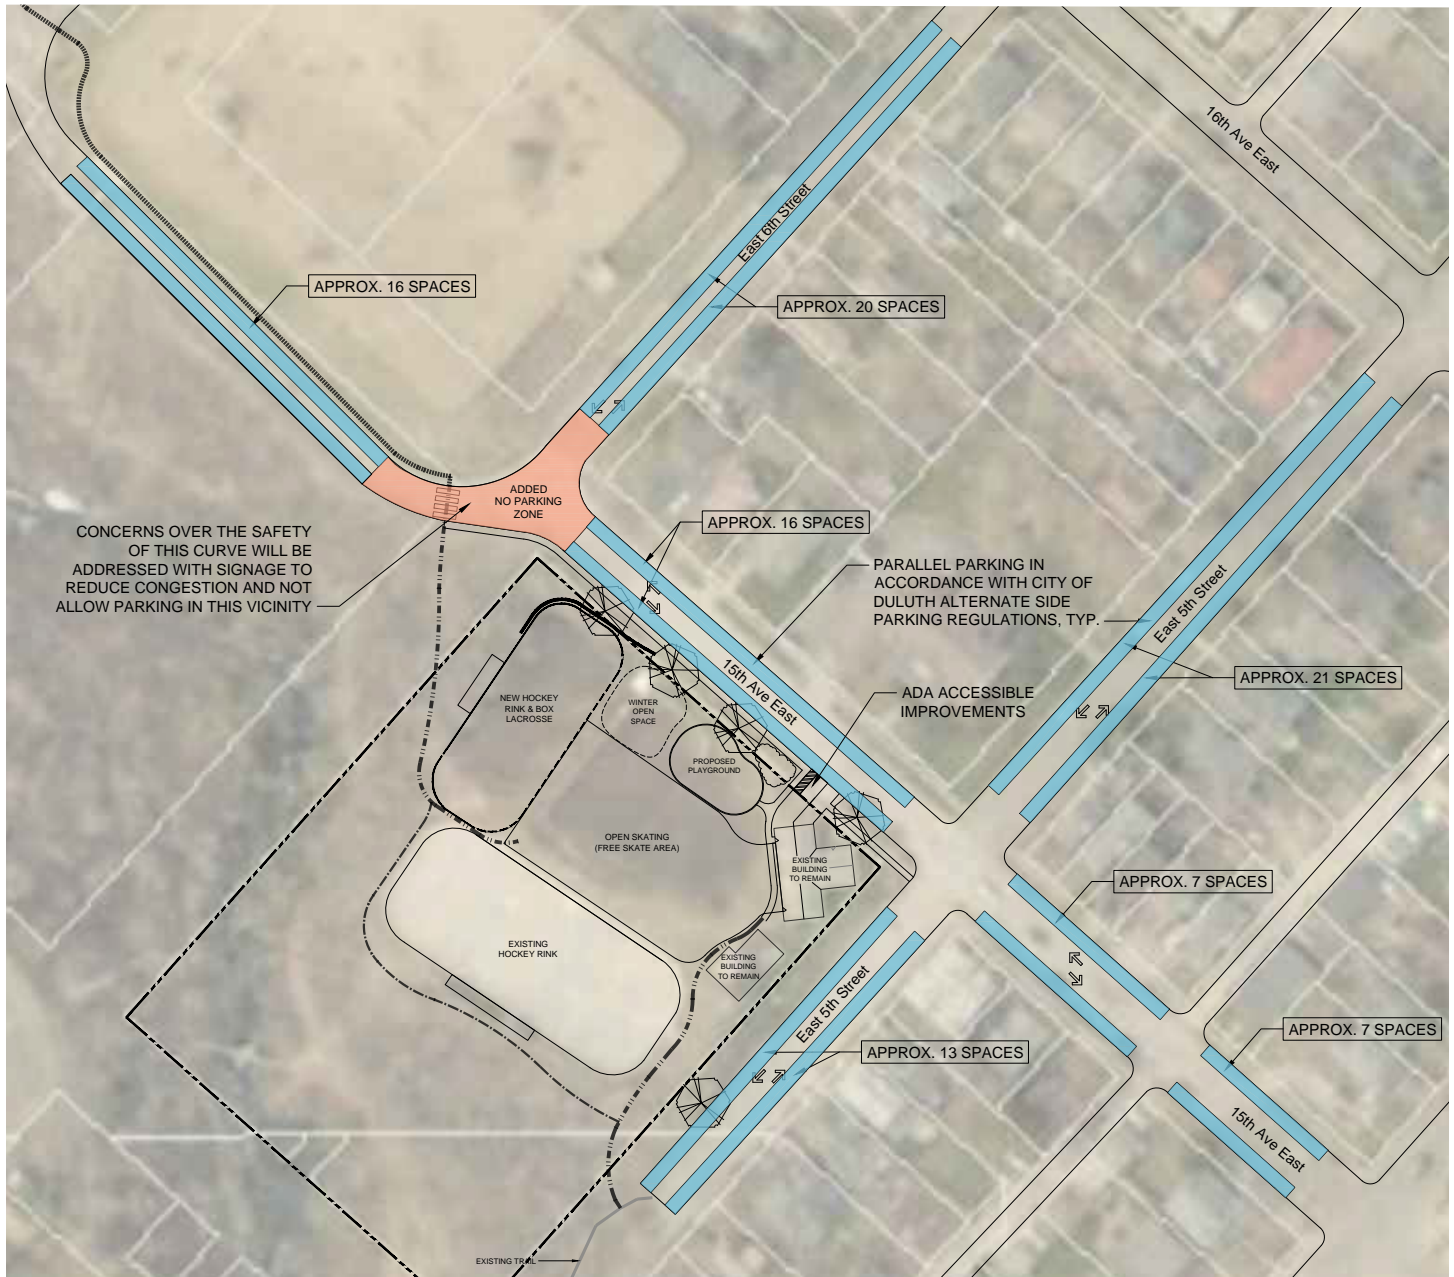 16th Ave East
East 6th Street
APPROX. 16 SPACES
APPROX. 20 SPACES
ADDED
NO PARKING
ZONE
APPROX. 16 SPACES
CONCERNS OVER THE SAFETY
OF THIS CURVE WILL BE
ADDRESSED WITH SIGNAGE TO
REDUCE CONGESTION AND NOT
ALLOW PARKING IN THIS VICINITY
PARALLEL PARKING IN
ACCORDANCE WITH CITY OF
DULUTH ALTERNATE SIDE
PARKING REGULATIONS, TYP.
East 5th Street
APPROX. 21 SPACES
15th Ave East
ADA ACCESSIBLE
IMPROVEMENTS
NEW HOCKEY
RINK & BOX
LACROSSE
WINTER
OPEN
SPACE
PROPOSED
PLAYGROUND
OPEN SKATING
(FREE SKATE AREA)
EXISTING
BUILDING
TO REMAIN
APPROX. 7 SPACES
EXISTING
HOCKEY RINK
EXISTING
BUILDING
TO REMAIN
East 5th Street
APPROX. 13 SPACES
APPROX. 7 SPACES
15th Ave East
EXISTING TRAIL